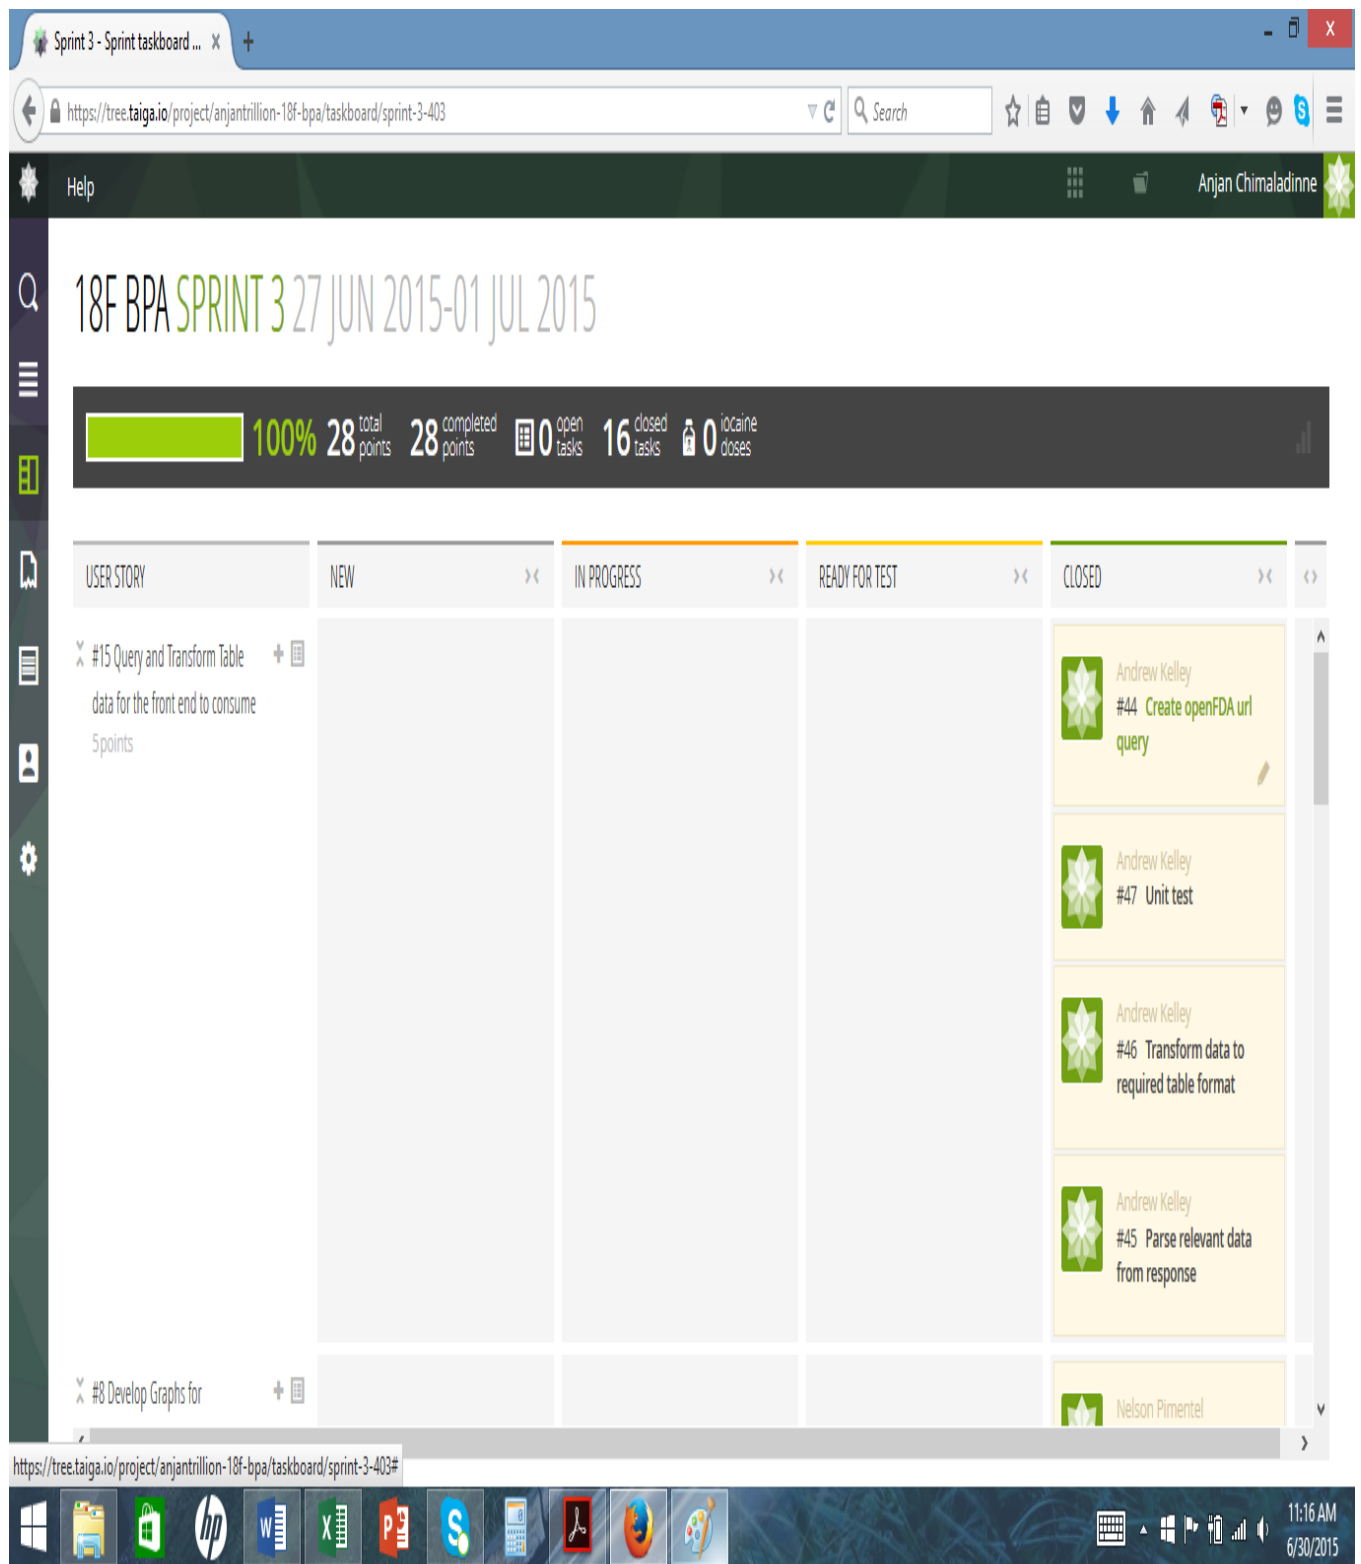 Sprint 3 - Sprint taskboard ...
https://tree.taiga.io/project/anjantrillion-18f-bpa/taskboard/sprint-3-403
Search
Help
Anjan Chimaladinne
18F BPA SPRINT 3 27 JUN 2015-01 JUL 2015
100% 28 total points 28 completed points 0 open tasks 16 closed tasks 0 iocaine doses
USER STORY NEW IN PROGRESS READY FOR TEST CLOSED
#15 Query and Transform Table
data for the front end to consume
5 points
Andrew Kelley
#44 Create openFDA url
query
Andrew Kelley
#47 Unit test
Andrew Kelley
#46 Transform data to
required table format
Andrew Kelley
#45 Parse relevant data
from response
#8 Develop Graphs for
Nelson Pimentel
https://tree.taiga.io/project/anjantrillion-18f-bpa/taskboard/sprint-3-403#
11:16 AM
6/30/2015